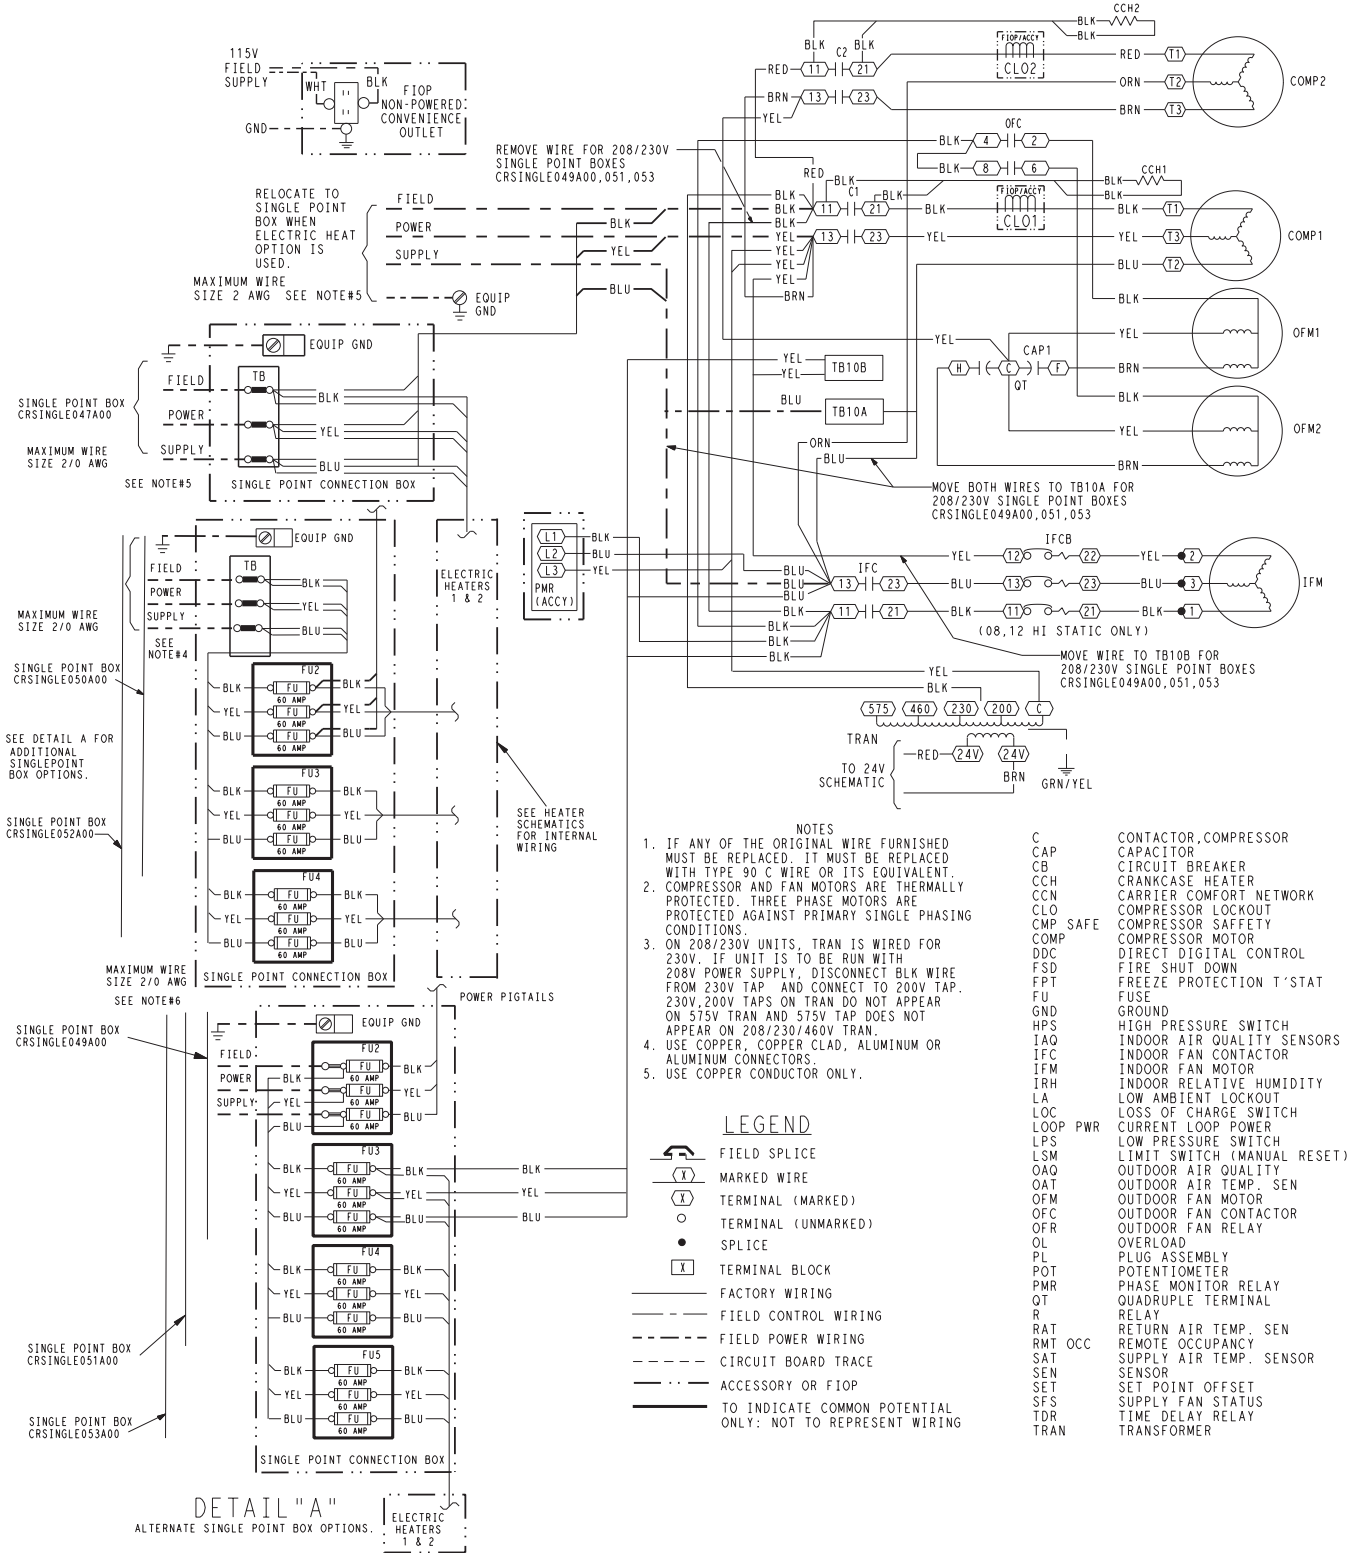 115V
FIELD
SUPPLY
WHT
BLK
GND
FIOP
NON-POWERED
CONVENIENCE
OUTLET
REMOVE WIRE FOR 208/230V
SINGLE POINT BOXES
CRSINGLE049A00,051,053
RELOCATE TO
SINGLE POINT
BOX WHEN
ELECTRIC HEAT
OPTION IS
USED.
FIELD
POWER
SUPPLY
MAXIMUM WIRE
SIZE 2 AWG SEE NOTE#5
EQUIP
GND
BLK
YEL
BLU
CCH2
BLK
BLK
BLK C2 BLK
RED 11 21
FIOP/ACCY
CLO2
RED T1
ORN T2
BRN T3
COMP2
BRN 13 23
YEL
OFC
BLK 4 2
BLK 8 6
RED
BLK C1
BLK
BLK
BLK
BLK
11 21
BLK
FIOP/ACCY
CLO1
CCH1
BLK
BLK
BLK T1
YEL T3
BLU T2
COMP1
YEL 13 23 YEL
YEL
YEL
YEL
BRN
BLK
YEL
BRN
OFM1
YEL
CAP1
H C F
QT
BLK
YEL
BRN
OFM2
YEL
YEL
TB10B
BLU
TB10A
ORN
BLU
MOVE BOTH WIRES TO TB10A FOR
208/230V SINGLE POINT BOXES
CRSINGLE049A00,051,053
EQUIP GND
TB
FIELD
POWER
SUPPLY
BLK
YEL
BLU
SINGLE POINT BOX
CRSINGLE047A00
MAXIMUM WIRE
SIZE 2/0 AWG
SEE NOTE#5
SINGLE POINT CONNECTION BOX
EQUIP GND
TB
FIELD
POWER
SUPPLY
BLK
YEL
BLU
MAXIMUM WIRE
SIZE 2/0 AWG
SEE
NOTE#4
SINGLE POINT BOX
CRSINGLE050A00
SEE DETAIL A FOR
ADDITIONAL
SINGLEPOINT
BOX OPTIONS.
SINGLE POINT BOX
CRSINGLE052A00
FU2
BLK FU BLK
60 AMP
YEL FU YEL
60 AMP
BLU FU BLU
60 AMP
FU3
BLK FU BLK
60 AMP
YEL FU YEL
60 AMP
BLU FU BLU
60 AMP
FU4
BLK FU BLK
60 AMP
YEL FU YEL
60 AMP
BLU FU BLU
60 AMP
SINGLE POINT CONNECTION BOX
ELECTRIC
HEATERS
1 & 2
SEE HEATER
SCHEMATICS
FOR INTERNAL
WIRING
POWER PIGTAILS
L1 BLK
L2 BLU
L3 YEL
PMR
(ACCY)
IFCB
YEL 12 22 YEL 2
BLU
BLU
BLU
IFC
13 23 BLU 13 23 BLU 3
BLK
BLK
BLK
BLK
11 21 BLK 11 21 BLK 1
IFM
(08,12 HI STATIC ONLY)
MOVE WIRE TO TB10B FOR
208/230V SINGLE POINT BOXES
CRSINGLE049A00,051,053
YEL
BLK
575 460 230 200 C
TRAN
RED 24V 24V
BRN
TO 24V
SCHEMATIC
GRN/YEL
MAXIMUM WIRE
SIZE 2/0 AWG
SEE NOTE#6
SINGLE POINT BOX
CRSINGLE049A00
FIELD
POWER
SUPPLY
EQUIP GND
FU2
BLK FU BLK
60 AMP
YEL FU YEL
60 AMP
BLU FU BLU
60 AMP
FU3
BLK FU BLK BLK
60 AMP
YEL FU YEL YEL
60 AMP
BLU FU BLU BLU
60 AMP
FU4
BLK FU BLK
60 AMP
YEL FU YEL
60 AMP
BLU FU BLU
60 AMP
FU5
BLK FU BLK
60 AMP
YEL FU YEL
60 AMP
BLU FU BLU
60 AMP
SINGLE POINT BOX
CRSINGLE051A00
SINGLE POINT BOX
CRSINGLE053A00
SINGLE POINT CONNECTION BOX
DETAIL "A"
ALTERNATE SINGLE POINT BOX OPTIONS.
ELECTRIC
HEATERS
1 & 2
NOTES
1. IF ANY OF THE ORIGINAL WIRE FURNISHED
MUST BE REPLACED. IT MUST BE REPLACED
WITH TYPE 90 C WIRE OR ITS EQUIVALENT.
2. COMPRESSOR AND FAN MOTORS ARE THERMALLY
PROTECTED. THREE PHASE MOTORS ARE
PROTECTED AGAINST PRIMARY SINGLE PHASING
CONDITIONS.
3. ON 208/230V UNITS, TRAN IS WIRED FOR
230V. IF UNIT IS TO BE RUN WITH
208V POWER SUPPLY, DISCONNECT BLK WIRE
FROM 230V TAP AND CONNECT TO 200V TAP.
230V,200V TAPS ON TRAN DO NOT APPEAR
ON 575V TRAN AND 575V TAP DOES NOT
APPEAR ON 208/230/460V TRAN.
4. USE COPPER, COPPER CLAD, ALUMINUM OR
ALUMINUM CONNECTORS.
5. USE COPPER CONDUCTOR ONLY.
LEGEND
FIELD SPLICE
X MARKED WIRE
X TERMINAL (MARKED)
TERMINAL (UNMARKED)
SPLICE
X TERMINAL BLOCK
FACTORY WIRING
FIELD CONTROL WIRING
FIELD POWER WIRING
CIRCUIT BOARD TRACE
ACCESSORY OR FIOP
TO INDICATE COMMON POTENTIAL
ONLY: NOT TO REPRESENT WIRING
C CONTACTOR,COMPRESSOR
CAP CAPACITOR
CB CIRCUIT BREAKER
CCH CRANKCASE HEATER
CCN CARRIER COMFORT NETWORK
CLO COMPRESSOR LOCKOUT
CMP SAFE COMPRESSOR SAFFETY
COMP COMPRESSOR MOTOR
DDC DIRECT DIGITAL CONTROL
FSD FIRE SHUT DOWN
FPT FREEZE PROTECTION T'STAT
FU FUSE
GND GROUND
HPS HIGH PRESSURE SWITCH
IAQ INDOOR AIR QUALITY SENSORS
IFC INDOOR FAN CONTACTOR
IFM INDOOR FAN MOTOR
IRH INDOOR RELATIVE HUMIDITY
LA LOW AMBIENT LOCKOUT
LOC LOSS OF CHARGE SWITCH
LOOP PWR CURRENT LOOP POWER
LPS LOW PRESSURE SWITCH
LSM LIMIT SWITCH (MANUAL RESET)
OAQ OUTDOOR AIR QUALITY
OAT OUTDOOR AIR TEMP. SEN
OFM OUTDOOR FAN MOTOR
OFC OUTDOOR FAN CONTACTOR
OFR OUTDOOR FAN RELAY
OL OVERLOAD
PL PLUG ASSEMBLY
POT POTENTIOMETER
PMR PHASE MONITOR RELAY
QT QUADRUPLE TERMINAL
R RELAY
RAT RETURN AIR TEMP. SEN
RMT OCC REMOTE OCCUPANCY
SAT SUPPLY AIR TEMP. SENSOR
SEN SENSOR
SET SET POINT OFFSET
SFS SUPPLY FAN STATUS
TDR TIME DELAY RELAY
TRAN TRANSFORMER